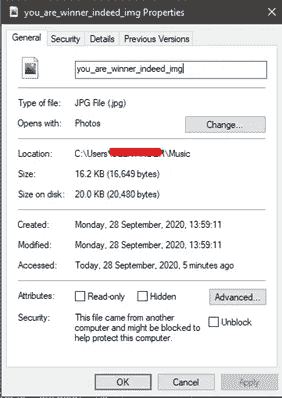 you_are_winner_indeed_img Properties
General Security Details Previous Versions
you_are_winner_indeed_img
Type of file: JPG File (.jpg)
Opens with: Photos Change...
Location: C:\Users \Music
Size: 16.2 KB (16,649 bytes)
Size on disk: 20.0 KB (20,480 bytes)
Created: Monday, 28 September, 2020, 13:59:11
Modified: Monday, 28 September, 2020, 13:59:11
Accessed: Today, 28 September, 2020, 5 minutes ago
Attributes: Read-only Hidden Advanced...
Security: This file came from another
computer and might be blocked to
help protect this computer.
Unblock
OK Cancel Apply